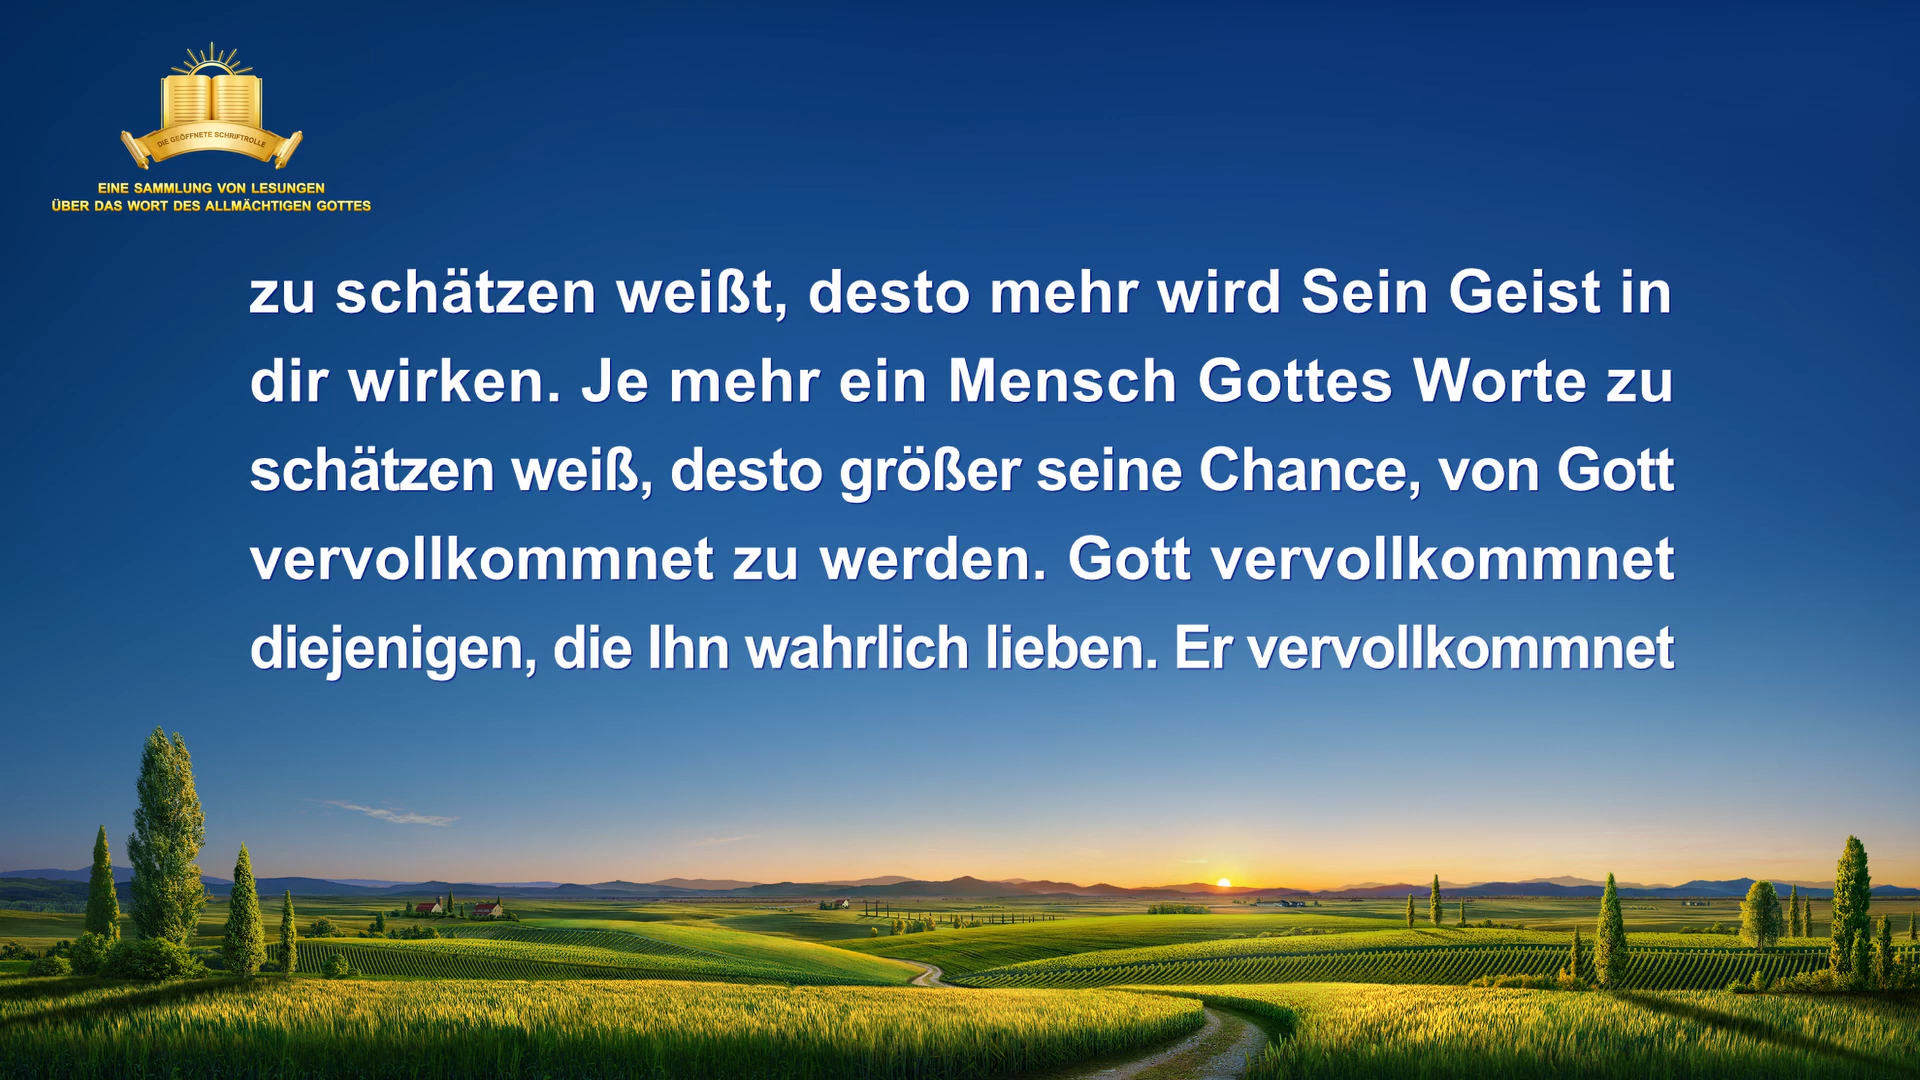 DIE GEÖFFNETE SCHRIFTROLLE
EINE SAMMLUNG VON LESUNGEN
ÜBER DAS WORT DES ALLMÄCHTIGEN GOTTES
zu schätzen weißt, desto mehr wird Sein Geist in
dir wirken. Je mehr ein Mensch Gottes Worte zu
schätzen weiß, desto größer seine Chance, von Gott
vervollkommnet zu werden. Gott vervollkommnet
diejenigen, die Ihn wahrlich lieben. Er vervollkommnet